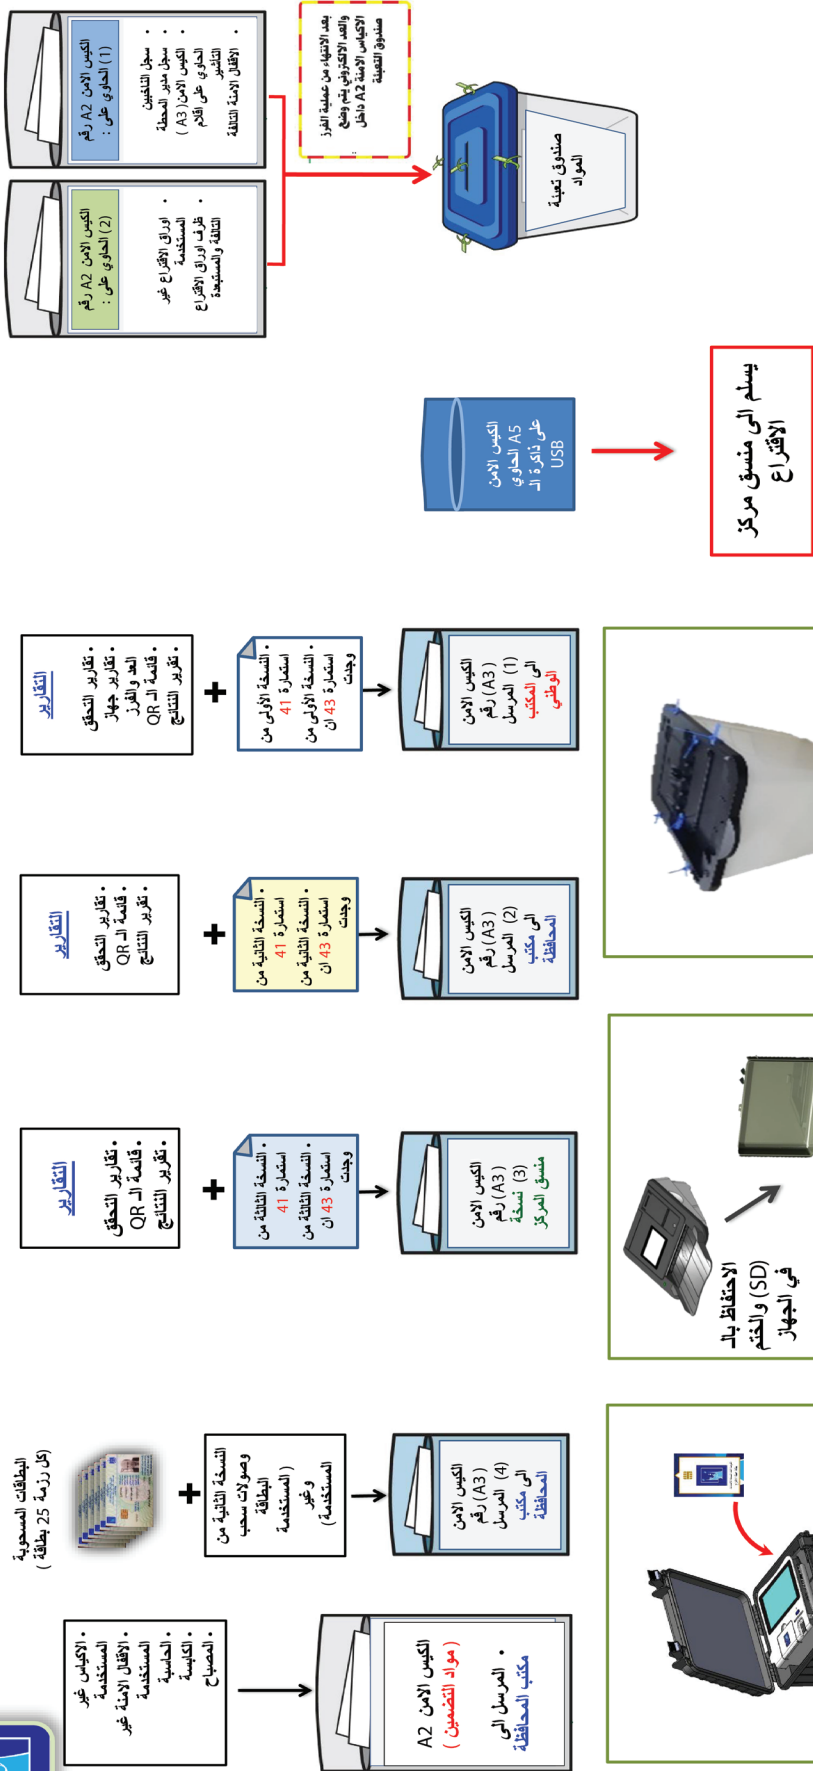 الكيس الامن A2 رقم
(1) الحاوي على :
• سجل الناخبين
• سجل مدير المحطة
• الكيس الامن( A3 )
الحاوي على اقلام
التأشير
• الاقفال الامنة التالفة
الكيس الامن A2 رقم
(2) الحاوي على :
• اوراق الاقتراع غير
المستخدمة
• ظرف اوراق الاقتراع
التالفة والمستبعدة
بعد الانتهاء من عملية الفرز
والعد الالكتروني يتم وضع
الاكياس الامنة A2 داخل
صندوق التعبئة
:
صندوق تعبئة
المواد
الكيس الامن
A5 الحاوي
على ذاكرة الـ
USB
يسلم الى منسق مركز
الاقتراع
التقارير
• تقارير التحقق
• تقارير جهاز
العد والفرز
• قائمة الـ QR
• تقرير النتائج
+
• النسخة الأولى من
استمارة 41
• النسخة الأولى من
استمارة 43 ان
وجدت
الكيس الامن
(A3) رقم
(1) المرسل
الى المكتب
الوطني
التقارير
• تقارير التحقق
• قائمة الـ QR
• تقرير النتائج
+
• النسخة الثانية من
استمارة 41
• النسخة الثانية من
استمارة 43 ان
وجدت
الكيس الامن
(A3) رقم
(2) المرسل
الى مكتب
المحافظة
التقارير
• تقارير التحقق
• قائمة الـ QR
• تقرير النتائج
+
• النسخة الثالثة من
استمارة 41
• النسخة الثالثة من
استمارة 43 ان
وجدت
الكيس الامن
(A3) رقم
(3) نسخة
منسق المركز
البطاقات المسحوبة
(كل رزمة 25 بطاقة )
+
النسخة الثانية من
وصولات سحب
البطاقة
( المستخدمة
وغير
المستخدمة)
الكيس الامن
(A3) رقم
(4) المرسل
الى مكتب
المحافظة
• الاكياس غير
المستخدمة
• الاقفال الامنة غير
المستخدمة
• الحاسبة
• الكابسة
• المصباح
الكيس الامن A2
( مواد التضمين )
• المرسل الى
مكتب المحافظة
الاحتفاظ بالـ
(SD) والختم
في الجهاز